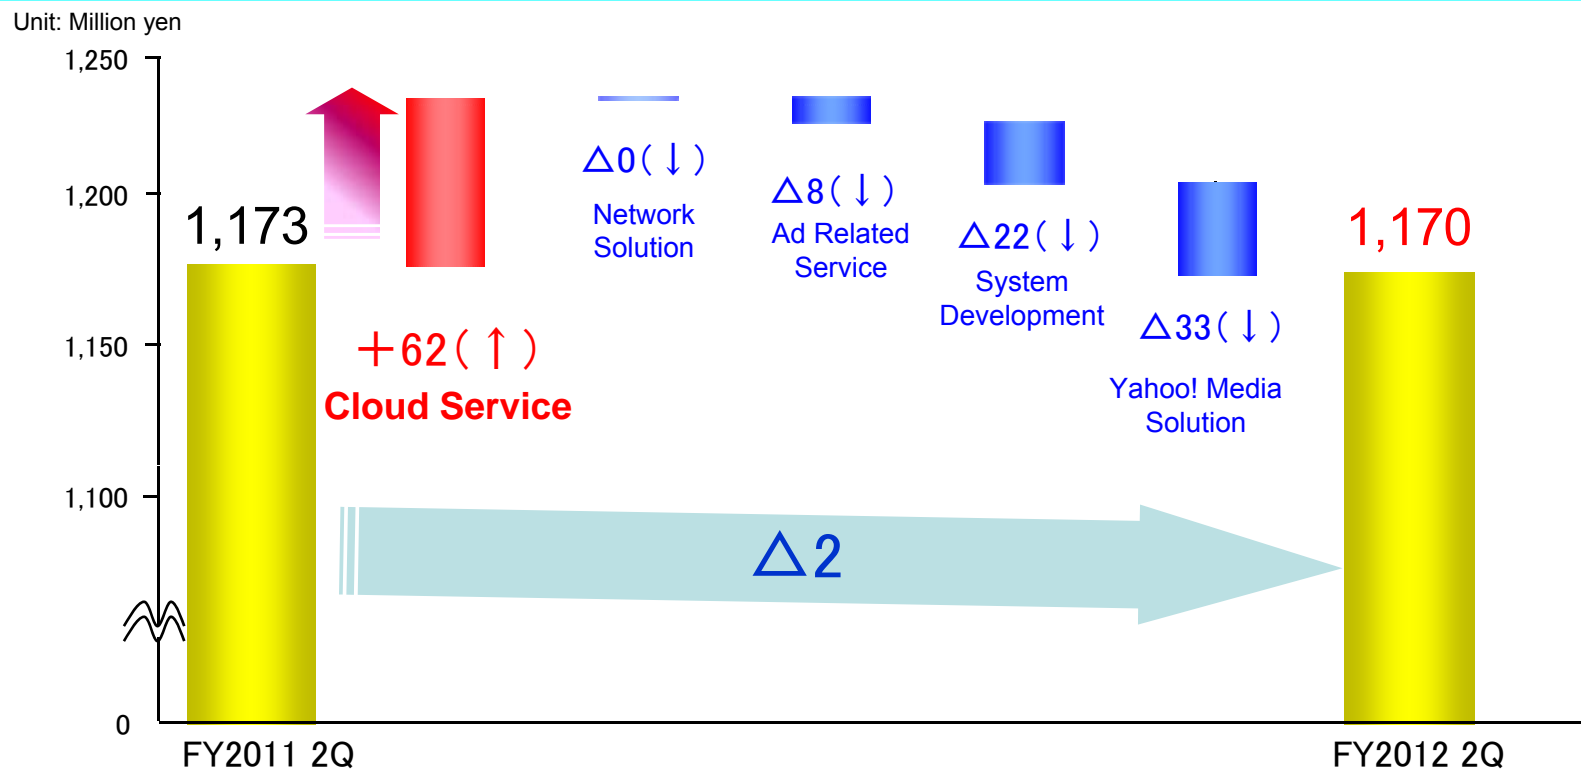 Unit: Million yen
1,250
1,200
1,150
1,100
0
1,173
+62(↑)
Cloud Service
△0(↓)
Network
Solution
△8(↓)
Ad Related
Service
△22(↓)
System
Development
△33(↓)
Yahoo! Media
Solution
1,170
△2
FY2011 2Q
FY2012 2Q